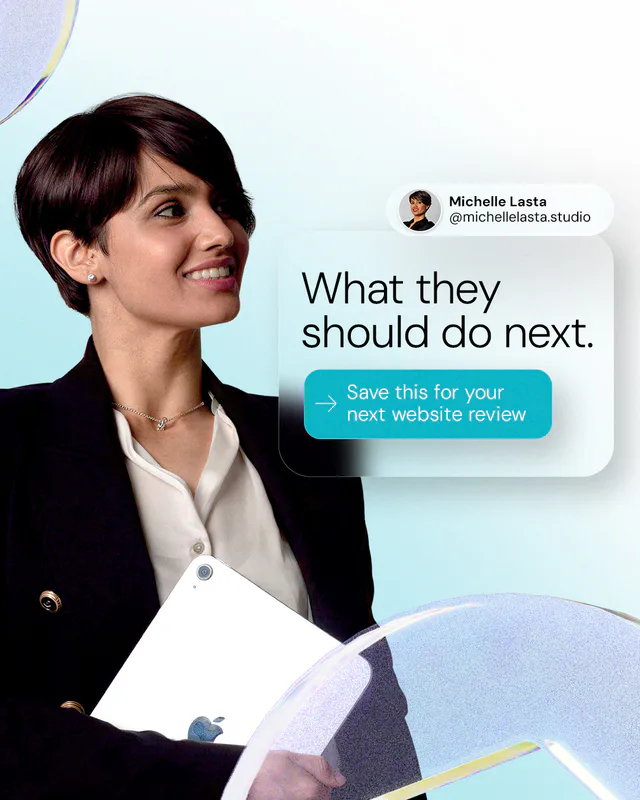 Michelle Lasta
@michellelasta.studio
What they
should do next.
Save this for your
next website review